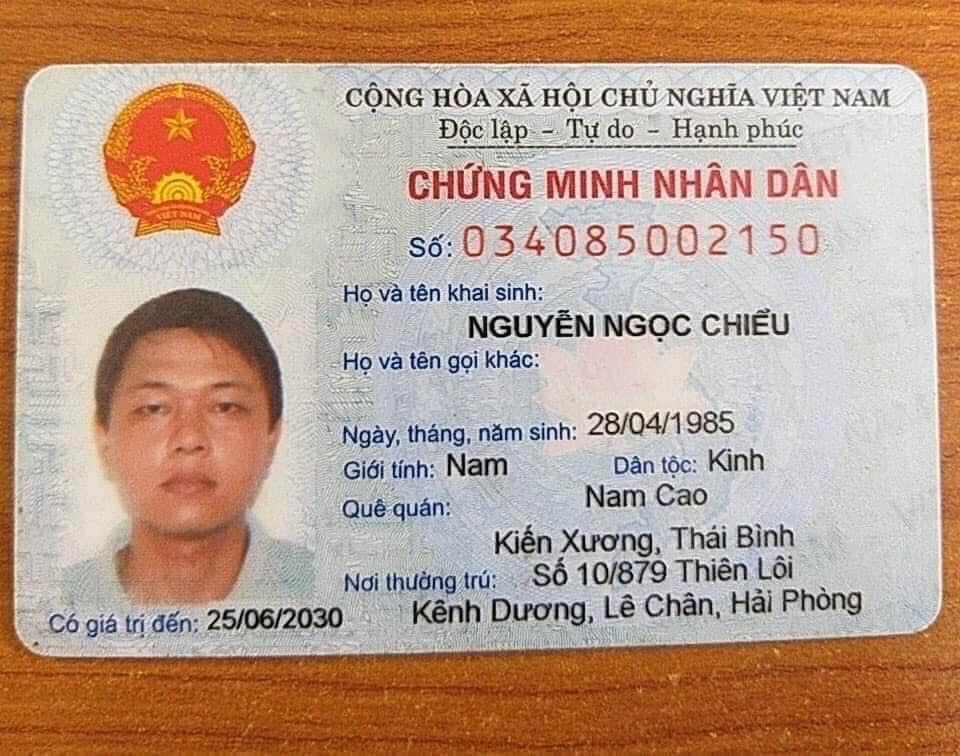 CỘNG HÒA XÃ HỘI CHỦ NGHĨA VIỆT NAM
Độc lập - Tự do - Hạnh phúc
CHỨNG MINH NHÂN DÂN
Số: 034085002150
Họ và tên khai sinh:
NGUYỄN NGỌC CHIỂU
Họ và tên gọi khác:
Ngày, tháng, năm sinh: 28/04/1985
Giới tính: Nam Dân tộc: Kinh
Quê quán: Nam Cao
Kiến Xương, Thái Bình
Nơi thường trú: Số 10/879 Thiên Lôi
Kênh Dương, Lê Chân, Hải Phòng
Có giá trị đến: 25/06/2030
VIỆT NAM